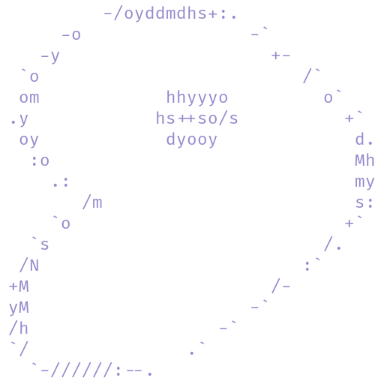 -/oyddmdhs+:.
-o -`
-y +-
`o /`
om hhyyyo o`
.y hs++so/s +`
oy dyooy d.
:o Mh
.: my
/m s:
`o +`
`s /.
/N :`
+M /-
yM -`
/h -`
`/ .`
`-//////:--.